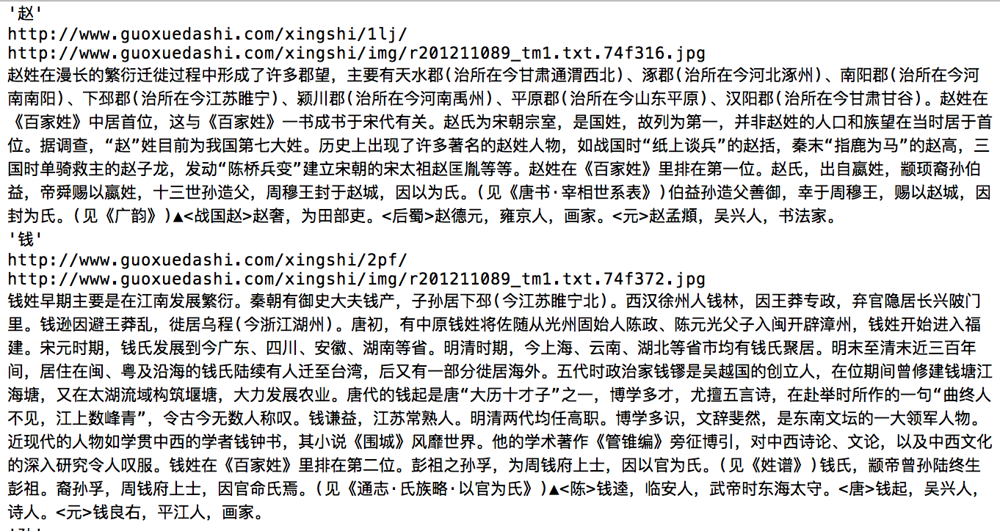 '赵'
http://www.guoxuedashi.com/xingshi/1lj/
http://www.guoxuedashi.com/xingshi/img/r201211089_tm1.txt.74f316.jpg
赵姓在漫长的繁衍迁徙过程中形成了许多郡望，主要有天水郡(治所在今甘肃通渭西北)、涿郡(治所在今河北涿州)、南阳郡(治所在今河
南南阳)、下邳郡(治所在今江苏睢宁)、颍川郡(治所在今河南禹州)、平原郡(治所在今山东平原)、汉阳郡(治所在今甘肃甘谷)。赵姓在
《百家姓》中居首位，这与《百家姓》一书成书于宋代有关。赵氏为宋朝宗室，是国姓，故列为第一，并非赵姓的人口和族望在当时居于首
位。据调查，“赵”姓目前为我国第七大姓。历史上出现了许多著名的赵姓人物，如战国时“纸上谈兵”的赵括，秦末“指鹿为马”的赵高，三
国时单骑救主的赵子龙，发动“陈桥兵变”建立宋朝的宋太祖赵匡胤等等。赵姓在《百家姓》里排在第一位。赵氏，出自嬴姓，颛顼裔孙伯
益，帝舜赐以嬴姓，十三世孙造父，周穆王封于赵城，因以为氏。(见《唐书·宰相世系表》)伯益孙造父善御，幸于周穆王，赐以赵城，因
封为氏。(见《广韵》)▲<战国赵>赵奢，为田部吏。<后蜀>赵德元，雍京人，画家。<元>赵孟頫，吴兴人，书法家。
'钱'
http://www.guoxuedashi.com/xingshi/2pf/
http://www.guoxuedashi.com/xingshi/img/r201211089_tm1.txt.74f372.jpg
钱姓早期主要是在江南发展繁衍。秦朝有御史大夫钱产，子孙居下邳(今江苏睢宁北)。西汉徐州人钱林，因王莽专政，弃官隐居长兴陂门
里。钱逊因避王莽乱，徙居乌程(今浙江湖州)。唐初，有中原钱姓将佐随从光州固始人陈政、陈元光父子入闽开辟漳州，钱姓开始进入福
建。宋元时期，钱氏发展到今广东、四川、安徽、湖南等省。明清时期，今上海、云南、湖北等省市均有钱氏聚居。明末至清末近三百年
间，居住在闽、粤及沿海的钱氏陆续有人迁至台湾，后又有一部分徙居海外。五代时政治家钱镠是吴越国的创立人，在位期间曾修建钱塘江
海塘，又在太湖流域构筑堰塘，大力发展农业。唐代的钱起是唐“大历十才子”之一，博学多才，尤擅五言诗，在赴举时所作的一句“曲终人
不见，江上数峰青”，令古今无数人称叹。钱谦益，江苏常熟人。明清两代均任高职。博学多识，文辞斐然，是东南文坛的一大领军人物。
近现代的人物如学贯中西的学者钱钟书，其小说《围城》风靡世界。他的学术著作《管锥编》旁征博引，对中西诗论、文论，以及中西文化
的深入研究令人叹服。钱姓在《百家姓》里排在第二位。彭祖之孙孚，为周钱府上士，因以官为氏。(见《姓谱》)钱氏，颛帝曾孙陆终生
彭祖。裔孙孚，周钱府上士，因官命氏焉。(见《通志·氏族略·以官为氏》)▲<陈>钱逵，临安人，武帝时东海太守。<唐>钱起，吴兴人，
诗人。<元>钱良右，平江人，画家。